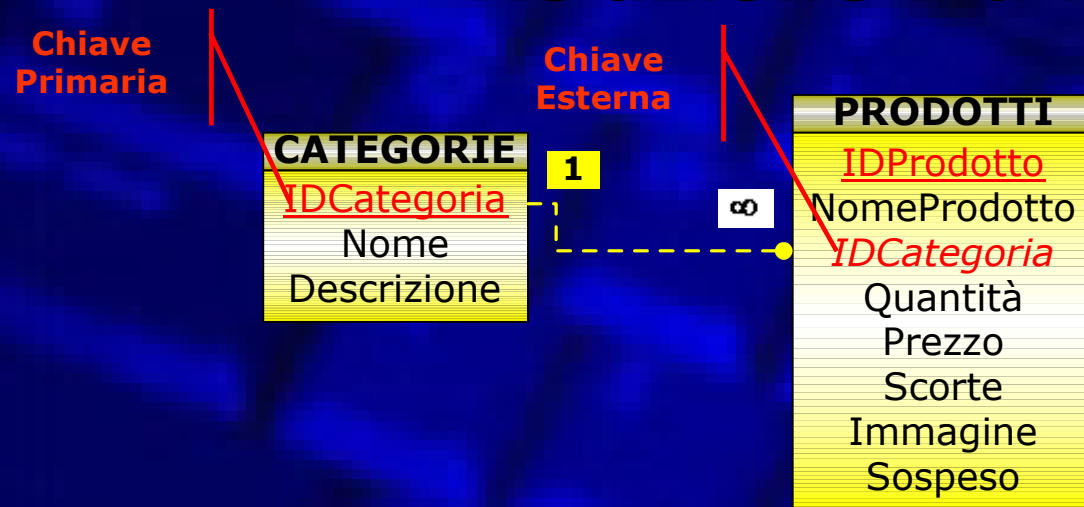 Chiave
Primaria
Chiave
Esterna
CATEGORIE
IDCategoria
Nome
Descrizione
1
∞
PRODOTTI
IDProdotto
NomeProdotto
IDCategoria
Quantità
Prezzo
Scorte
Immagine
Sospeso